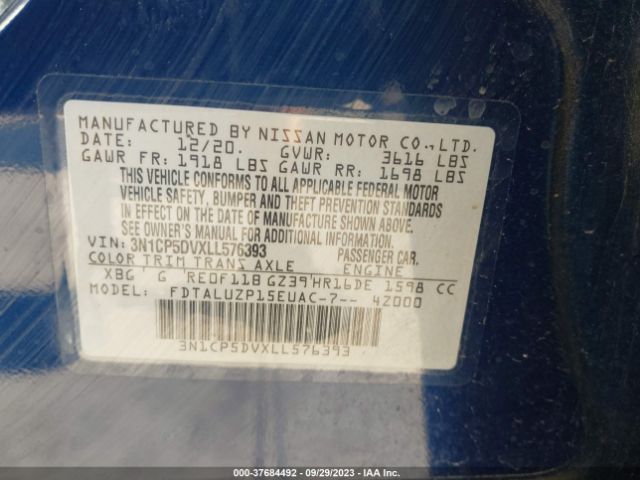 MANUFACTURED BY NISSAN MOTOR CO.,LTD.
DATE: 12/20. GVWR: 3616 LBS
GAWR FR: 1918 LBS GAWR RR: 1698 LBS
THIS VEHICLE CONFORMS TO ALL APPLICABLE FEDERAL MOTOR
VEHICLE SAFETY, BUMPER AND THEFT PREVENTION STANDARDS
IN EFFECT ON THE DATE OF MANUFACTURE SHOWN ABOVE.
SEE OWNER'S MANUAL FOR ADDITIONAL INFORMATION.
VIN: 3N1CP5DVXLL576393 PASSENGER CAR.
COLOR TRIM TRANS AXLE ENGINE
XBG G RE0F11B GZ39 HR16DE 1598 CC
MODEL: FDTALUZP15EUAC-7-- 4Z000
3N1CP5DVXLL576393
000-37684492 - 09/29/2023 - IAA Inc.